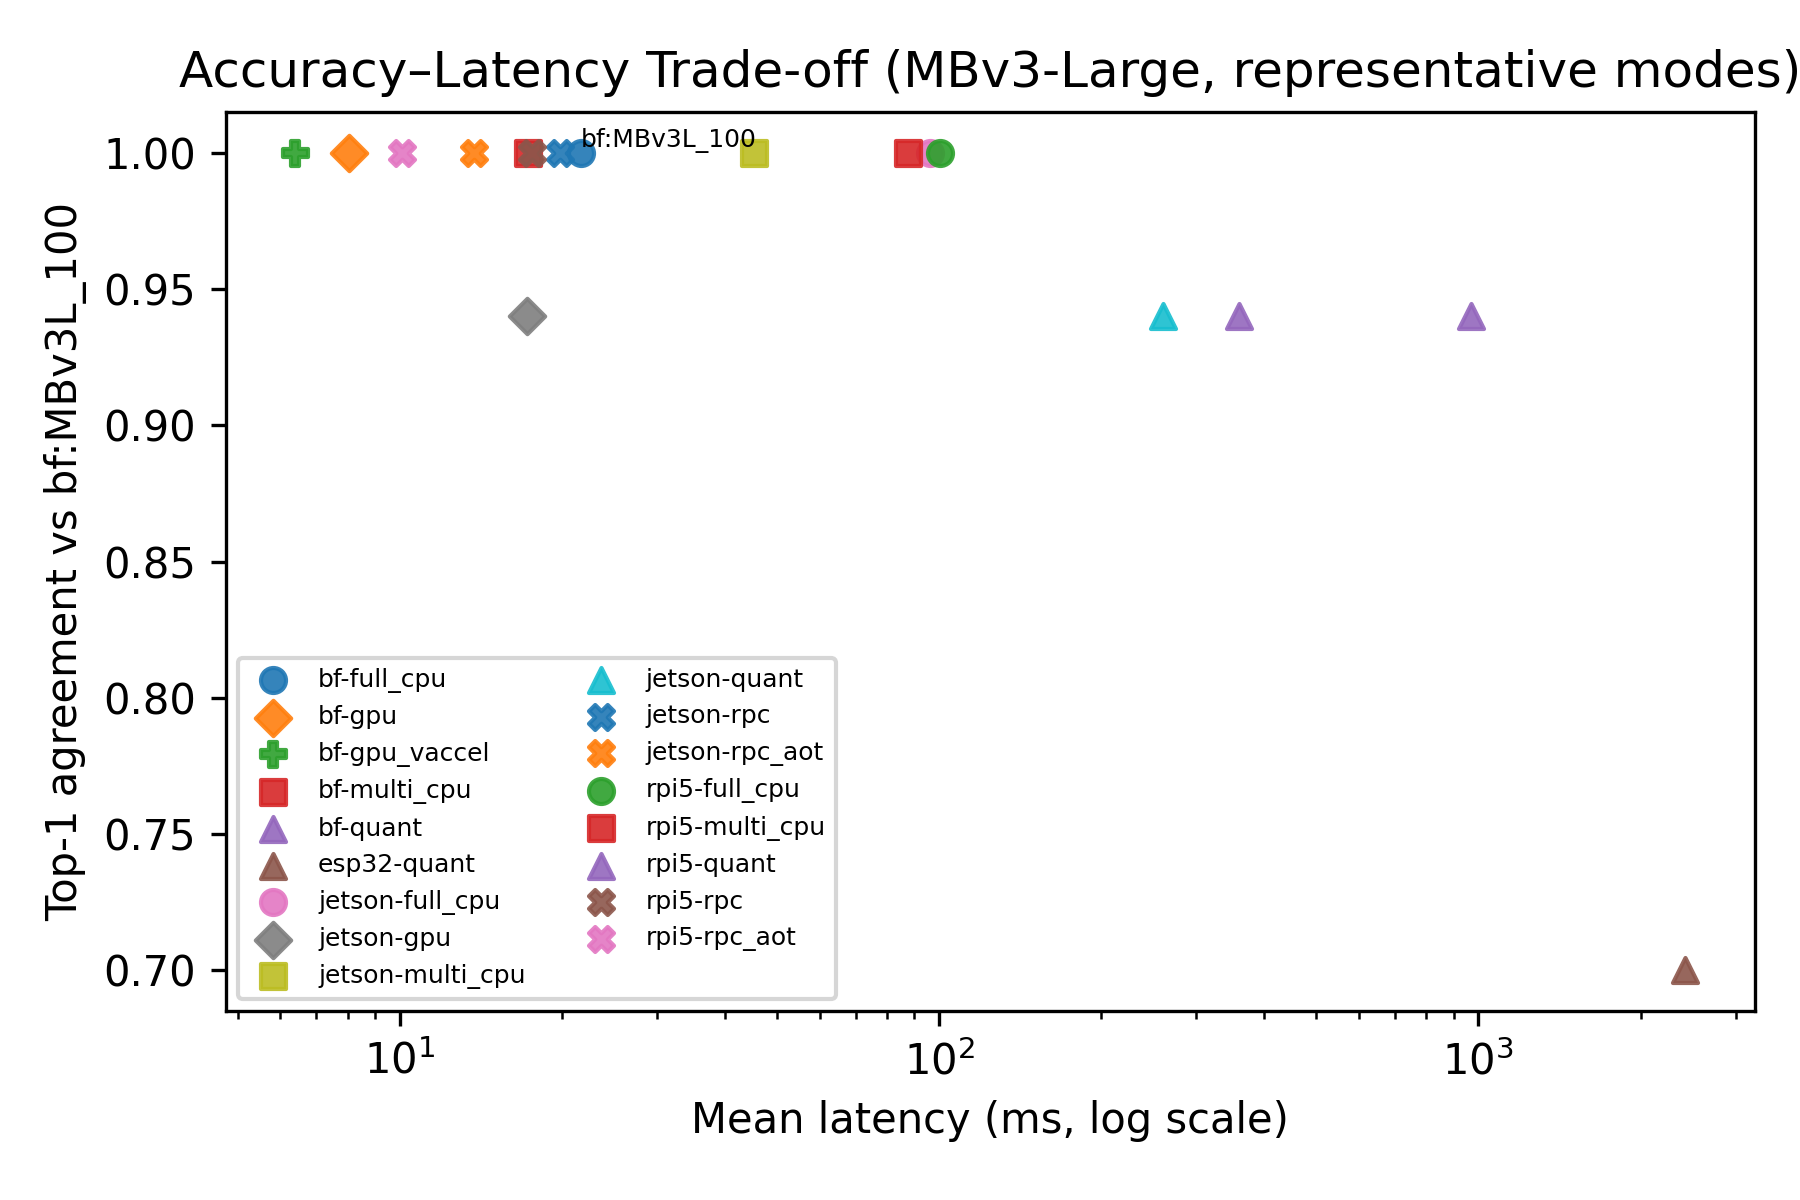 Accuracy–Latency Trade-off (MBv3-Large, representative modes)
Top-1 agreement vs bf:MBv3L_100
1.00
0.95
0.90
0.85
0.80
0.75
0.70
bf:MBv3L_100
bf-full_cpu
bf-gpu
bf-gpu_vaccel
bf-multi_cpu
bf-quant
esp32-quant
jetson-full_cpu
jetson-gpu
jetson-multi_cpu
jetson-quant
jetson-rpc
jetson-rpc_aot
rpi5-full_cpu
rpi5-multi_cpu
rpi5-quant
rpi5-rpc
rpi5-rpc_aot
10¹
10²
10³
Mean latency (ms, log scale)